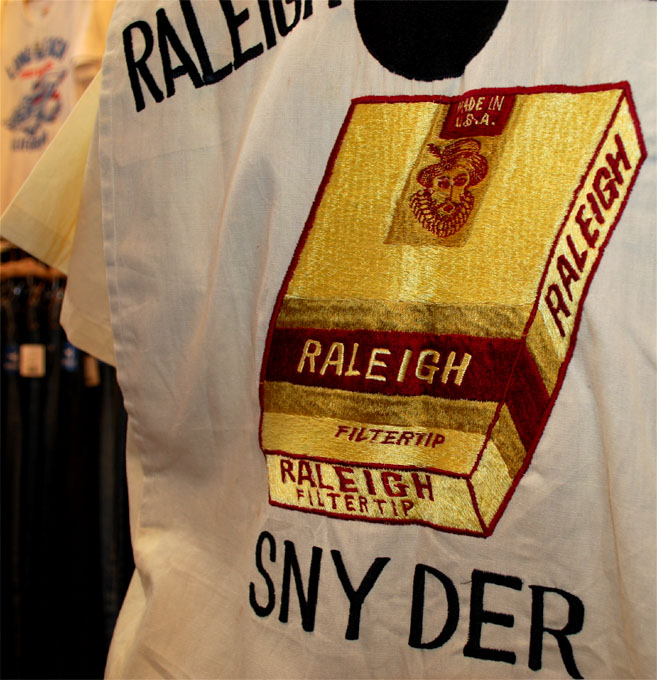 RALEIGH
MADE IN
U.S.A.
RALEIGH
RALEIGH
FILTERTIP
RALEIGH
FILTERTIP
SNYDER